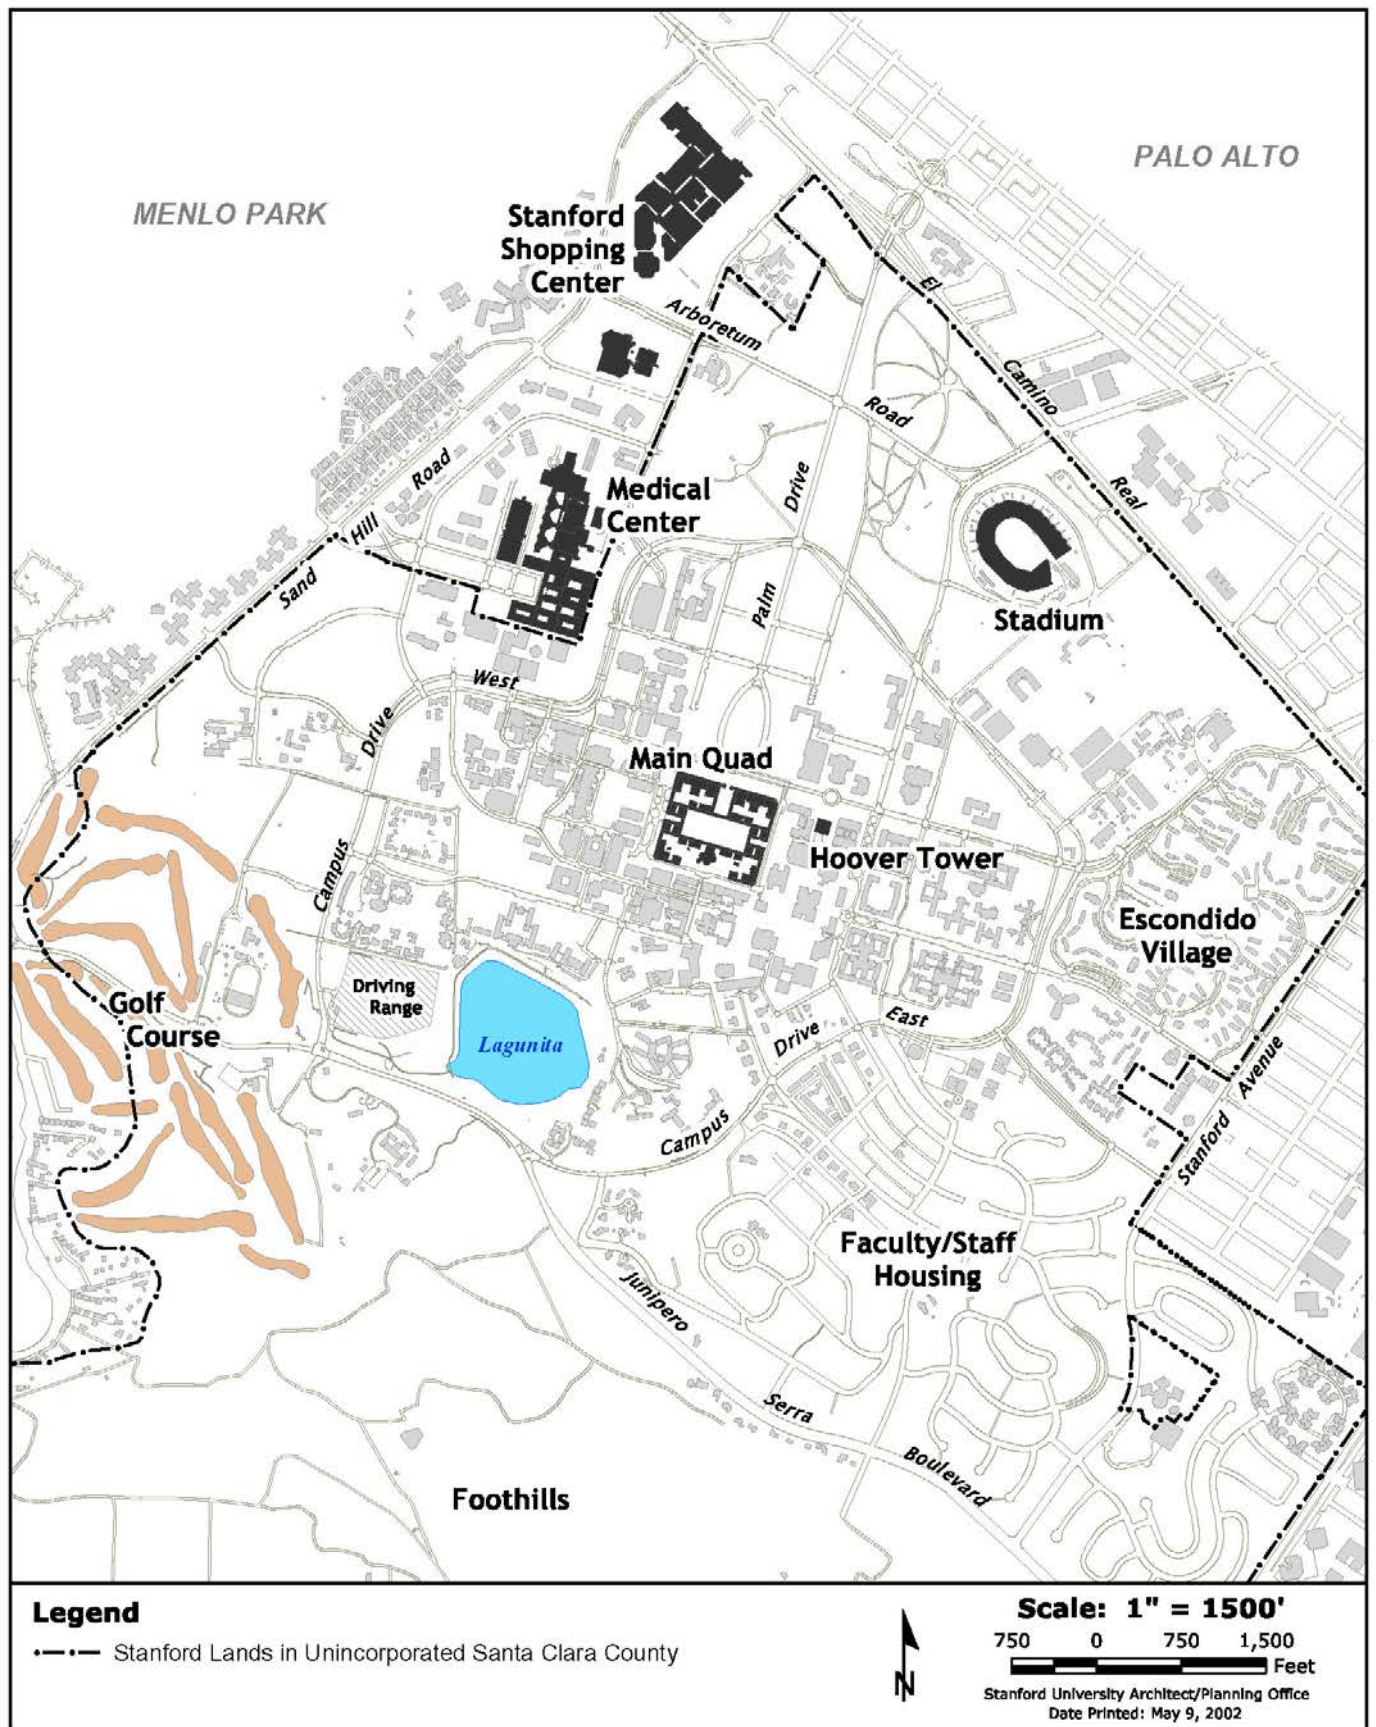 PALO ALTO
MENLO PARK
Stanford
Shopping
Center
El
Arboretum
Camino
Road
Road
Medical
Center
Drive
Real
Hill
Sand
Palm
Stadium
West
Drive
Main Quad
Hoover Tower
Campus
Escondido
Village
Driving
Range
Golf
Course
Lagunita
East
Drive
Avenue
Stanford
Campus
Faculty/Staff
Housing
Junipero
Serra
Boulevard
Foothills
Legend
Stanford Lands in Unincorporated Santa Clara County
N
Scale: 1" = 1500'
750 0 750 1,500
Feet
Stanford University Architect/Planning Office
Date Printed: May 9, 2002